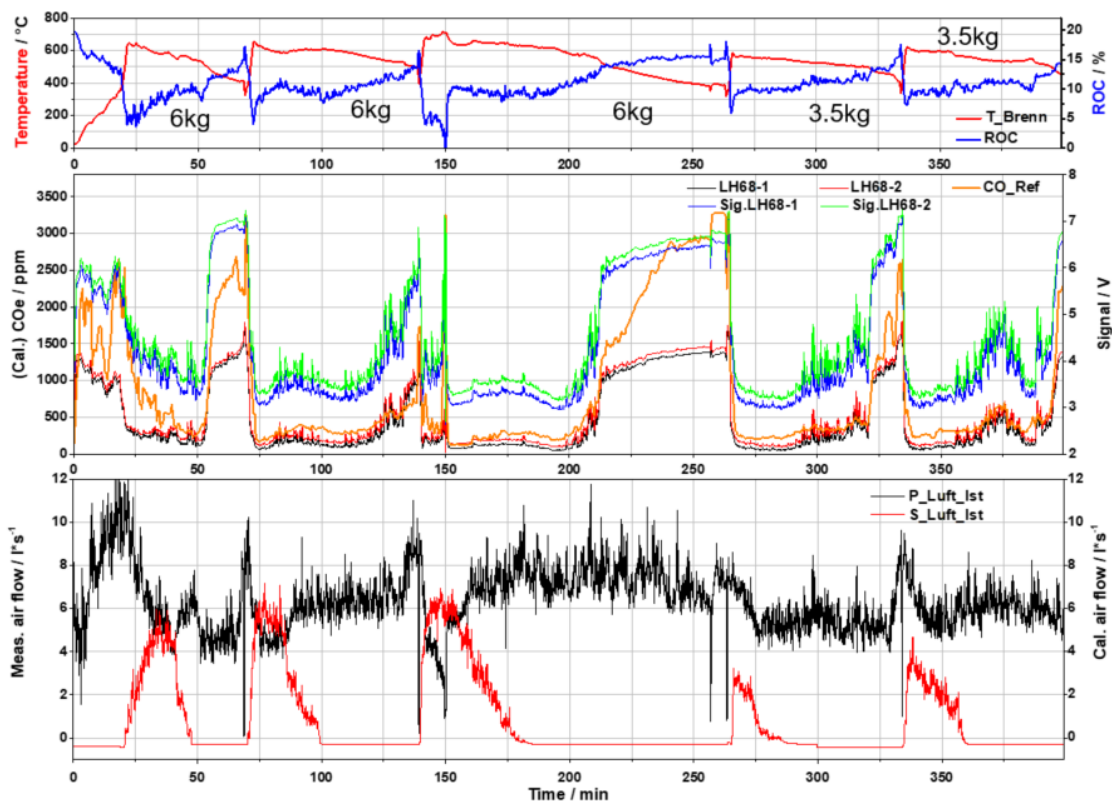 800
600
400
200
0
Temperature / °C
20
15
10
5
0
ROC / %
6kg
6kg
6kg
3.5kg
3.5kg
T_Brenn
ROC
0 50 100 150 200 250 300 350
3500
3000
2500
2000
1500
1000
500
0
(Cal.) COe / ppm
LH68-1 LH68-2 CO_Ref
Sig.LH68-1 Sig.LH68-2
8
7
6
5
4
3
2
Signal / V
0 50 100 150 200 250 300 350
12
10
8
6
4
2
0
Meas. air flow / l*s-1
P_Luft_Ist
S_Luft_Ist
12
10
8
6
4
2
0
Cal. air flow / l*s-1
0 50 100 150 200 250 300 350
Time / min